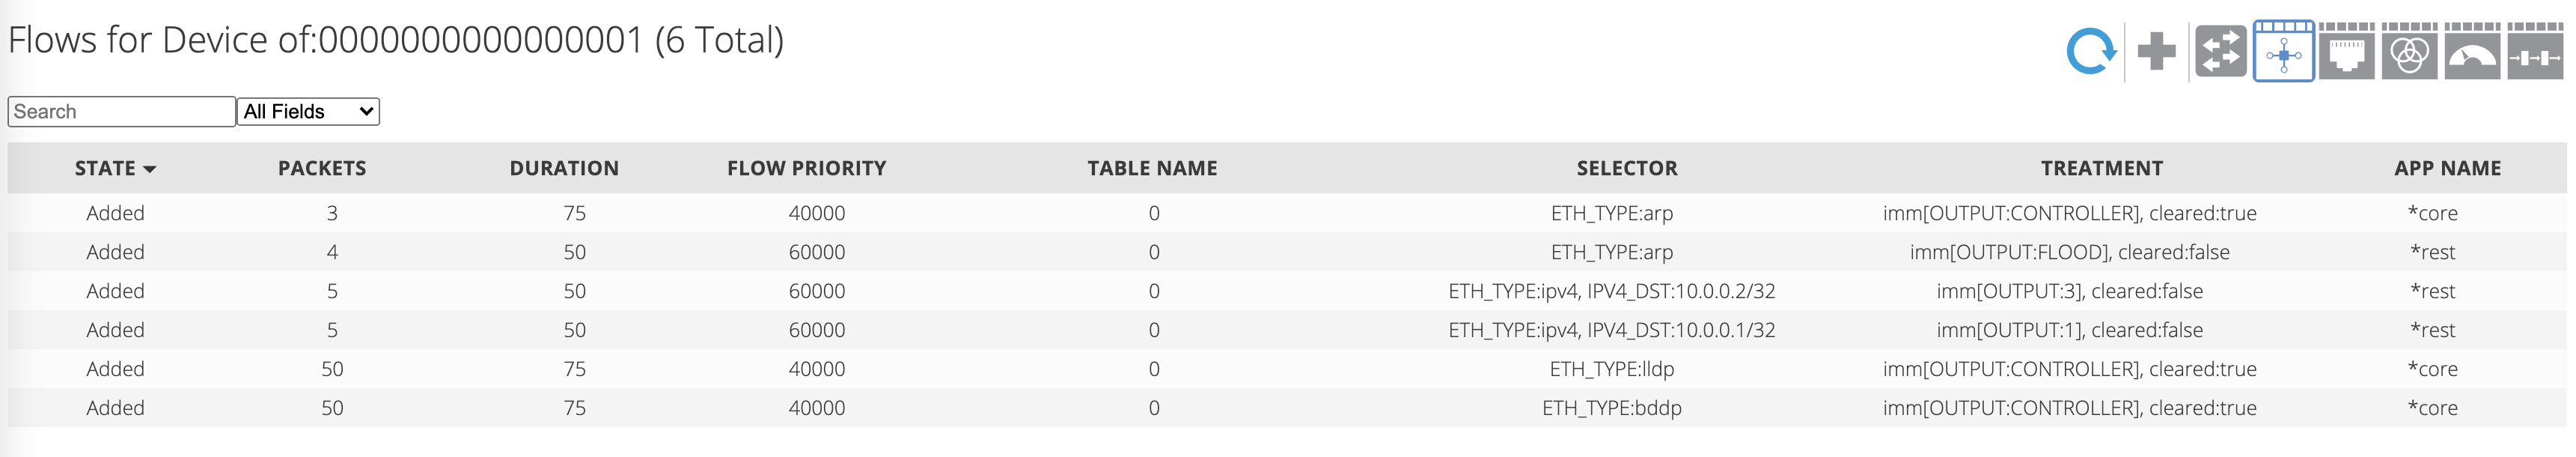 Flows for Device of:0000000000000001 (6 Total)
Search All Fields
STATE PACKETS DURATION FLOW PRIORITY TABLE NAME SELECTOR TREATMENT APP NAME
Added 3 75 40000 0 ETH_TYPE:arp imm[OUTPUT:CONTROLLER], cleared:true *core
Added 4 50 60000 0 ETH_TYPE:arp imm[OUTPUT:FLOOD], cleared:false *rest
Added 5 50 60000 0 ETH_TYPE:ipv4, IPV4_DST:10.0.0.2/32 imm[OUTPUT:3], cleared:false *rest
Added 5 50 60000 0 ETH_TYPE:ipv4, IPV4_DST:10.0.0.1/32 imm[OUTPUT:1], cleared:false *rest
Added 50 75 40000 0 ETH_TYPE:lldp imm[OUTPUT:CONTROLLER], cleared:true *core
Added 50 75 40000 0 ETH_TYPE:bddp imm[OUTPUT:CONTROLLER], cleared:true *core